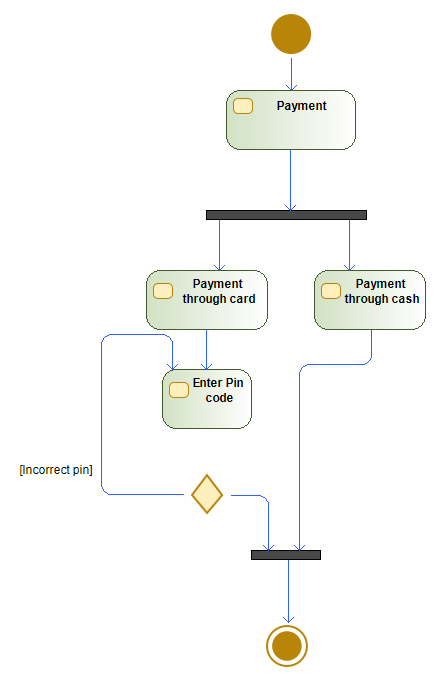 Payment
Payment
through card
Payment
through cash
Enter Pin
code
[Incorrect pin]